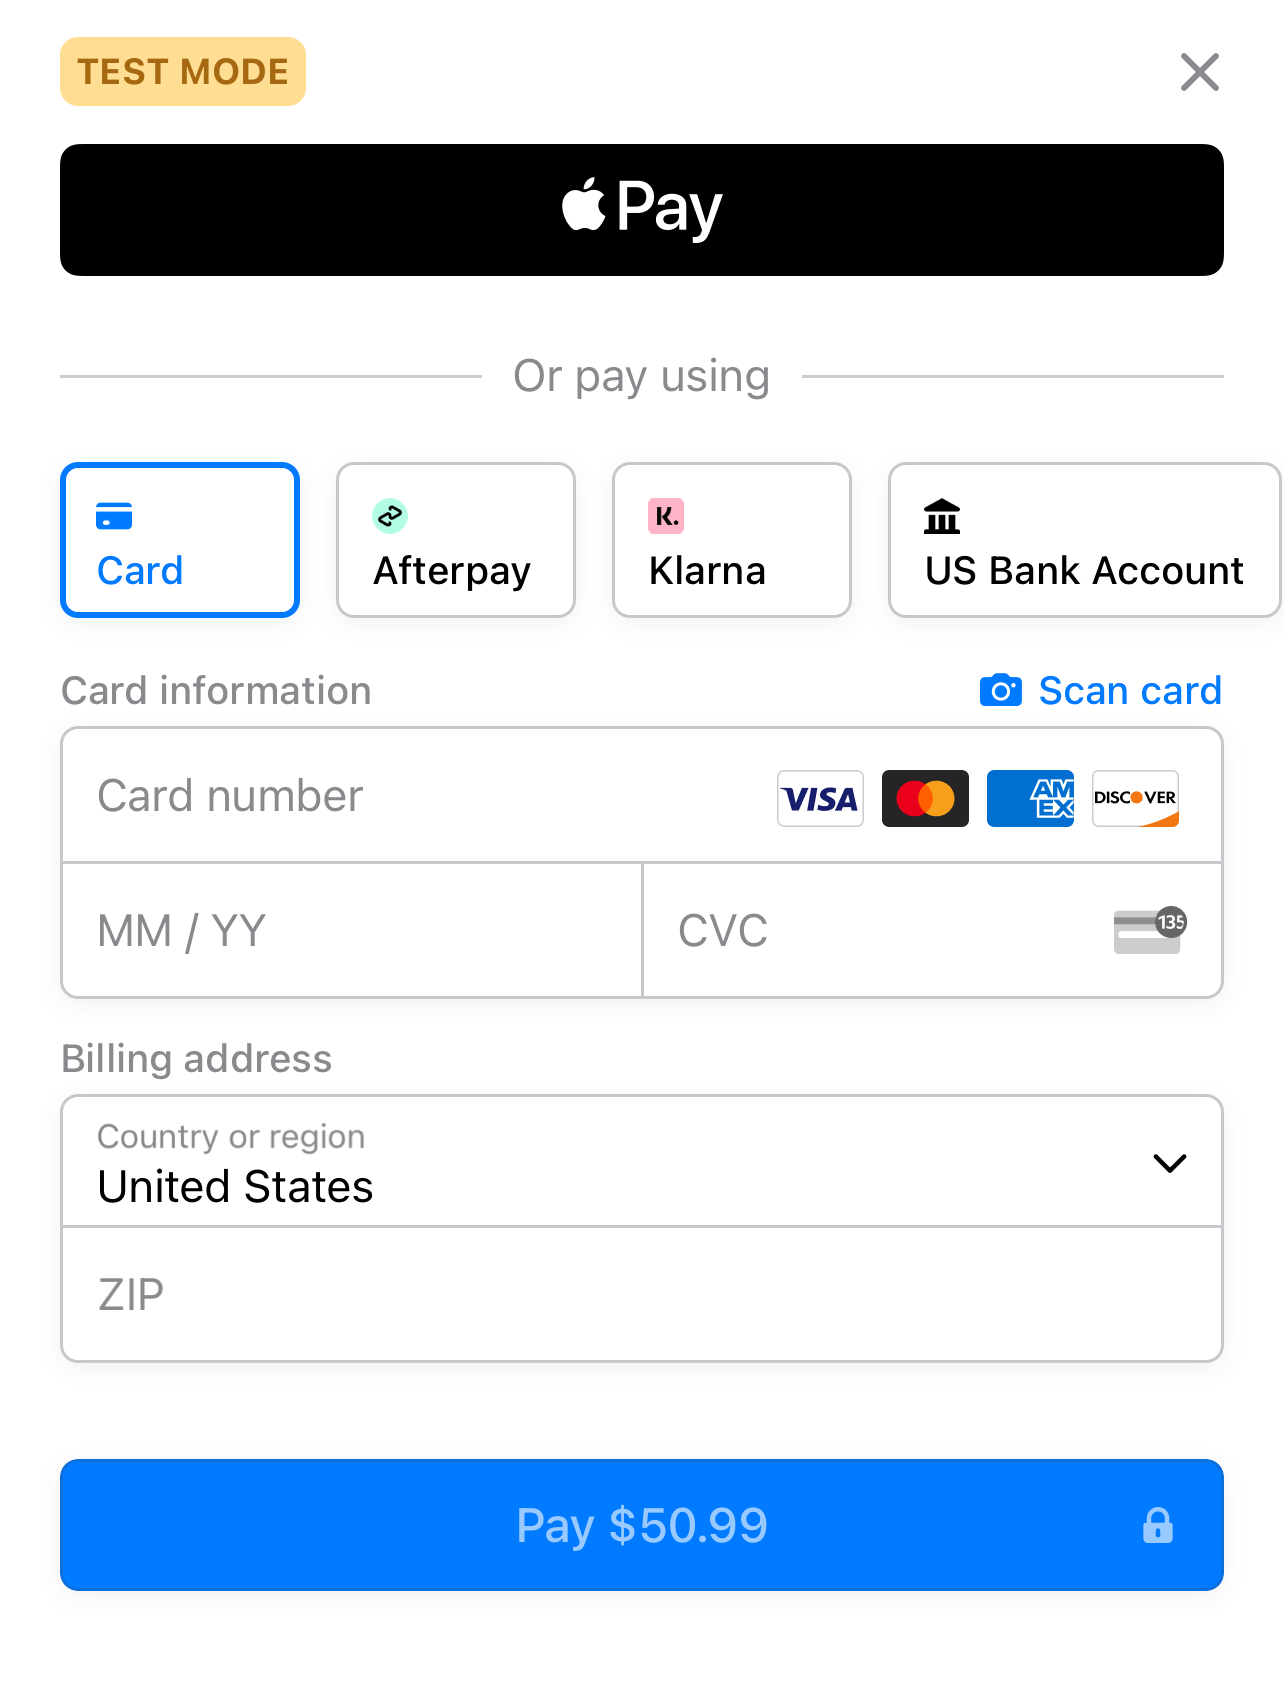 TEST MODE
Pay
Or pay using
Card
Afterpay
K.
Klarna
US Bank Account
Card information
Scan card
Card number
VISA
AM
EX
DISCOVER
MM / YY
CVC
135
Billing address
Country or region
United States
ZIP
Pay $50.99